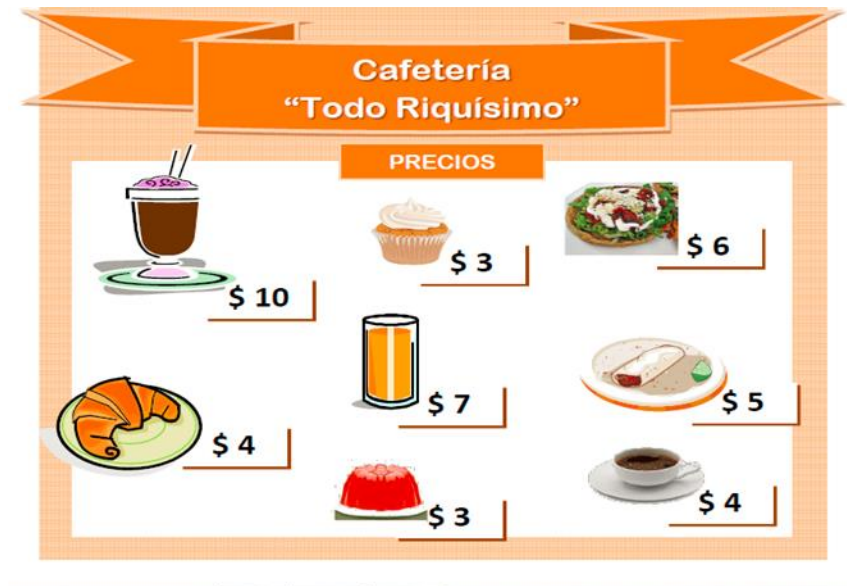 Cafetería
“Todo Riquísimo”
PRECIOS
$ 10
$ 3
$ 6
$ 4
$ 7
$ 5
$ 3
$ 4